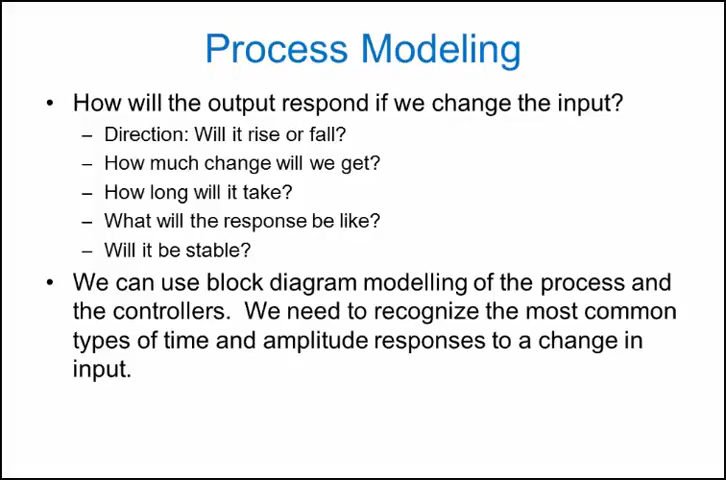 Process Modeling
• How will the output respond if we change the input?
– Direction: Will it rise or fall?
– How much change will we get?
– How long will it take?
– What will the response be like?
– Will it be stable?
• We can use block diagram modelling of the process and
the controllers.  We need to recognize the most common
types of time and amplitude responses to a change in
input.